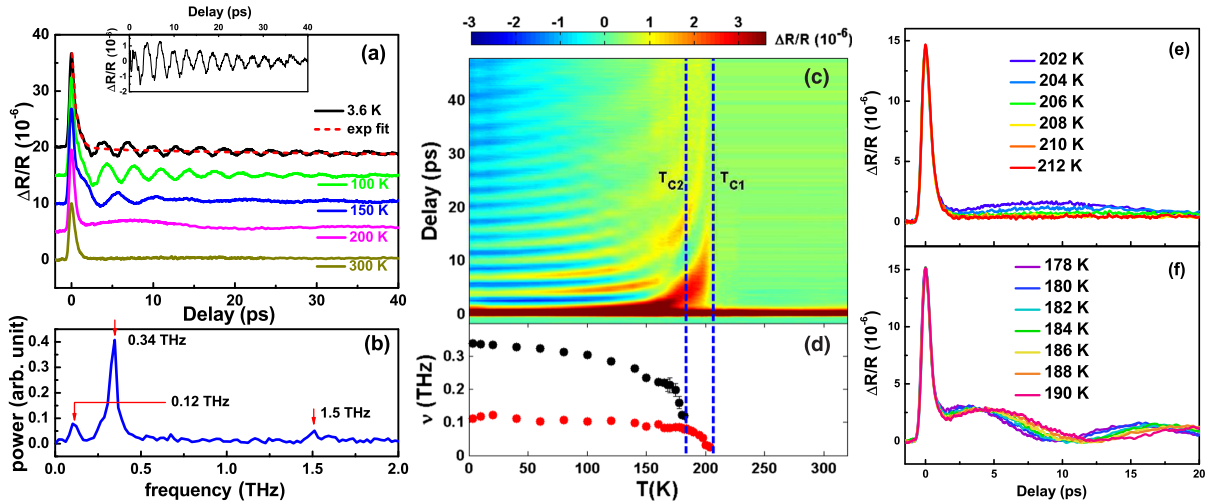 Delay (ps)
0 10 20 30 40
ΔR/R (10⁻⁶)
1
0
-1
-2
(a)
40
30
20
10
0
ΔR/R (10⁻⁶)
3.6 K
exp fit
100 K
150 K
200 K
300 K
0 10 20 30 40
Delay (ps)
(b)
power (arb. unit)
0.4
0.3
0.2
0.1
0.0
0.34 THz
0.12 THz
1.5 THz
0.0 0.5 1.0 1.5 2.0
frequency (THz)
-3 -2 -1 0 1 2 3
ΔR/R (10⁻⁶)
(c)
Delay (ps)
40
30
20
10
0
T_C2
T_C1
(d)
ν (THz)
0.3
0.2
0.1
0
0 50 100 150 200 250 300
T(K)
(e)
ΔR/R (10⁻⁶)
15
10
5
0
202 K
204 K
206 K
208 K
210 K
212 K
(f)
ΔR/R (10⁻⁶)
15
10
5
0
178 K
180 K
182 K
184 K
186 K
188 K
190 K
0 5 10 15 20
Delay (ps)